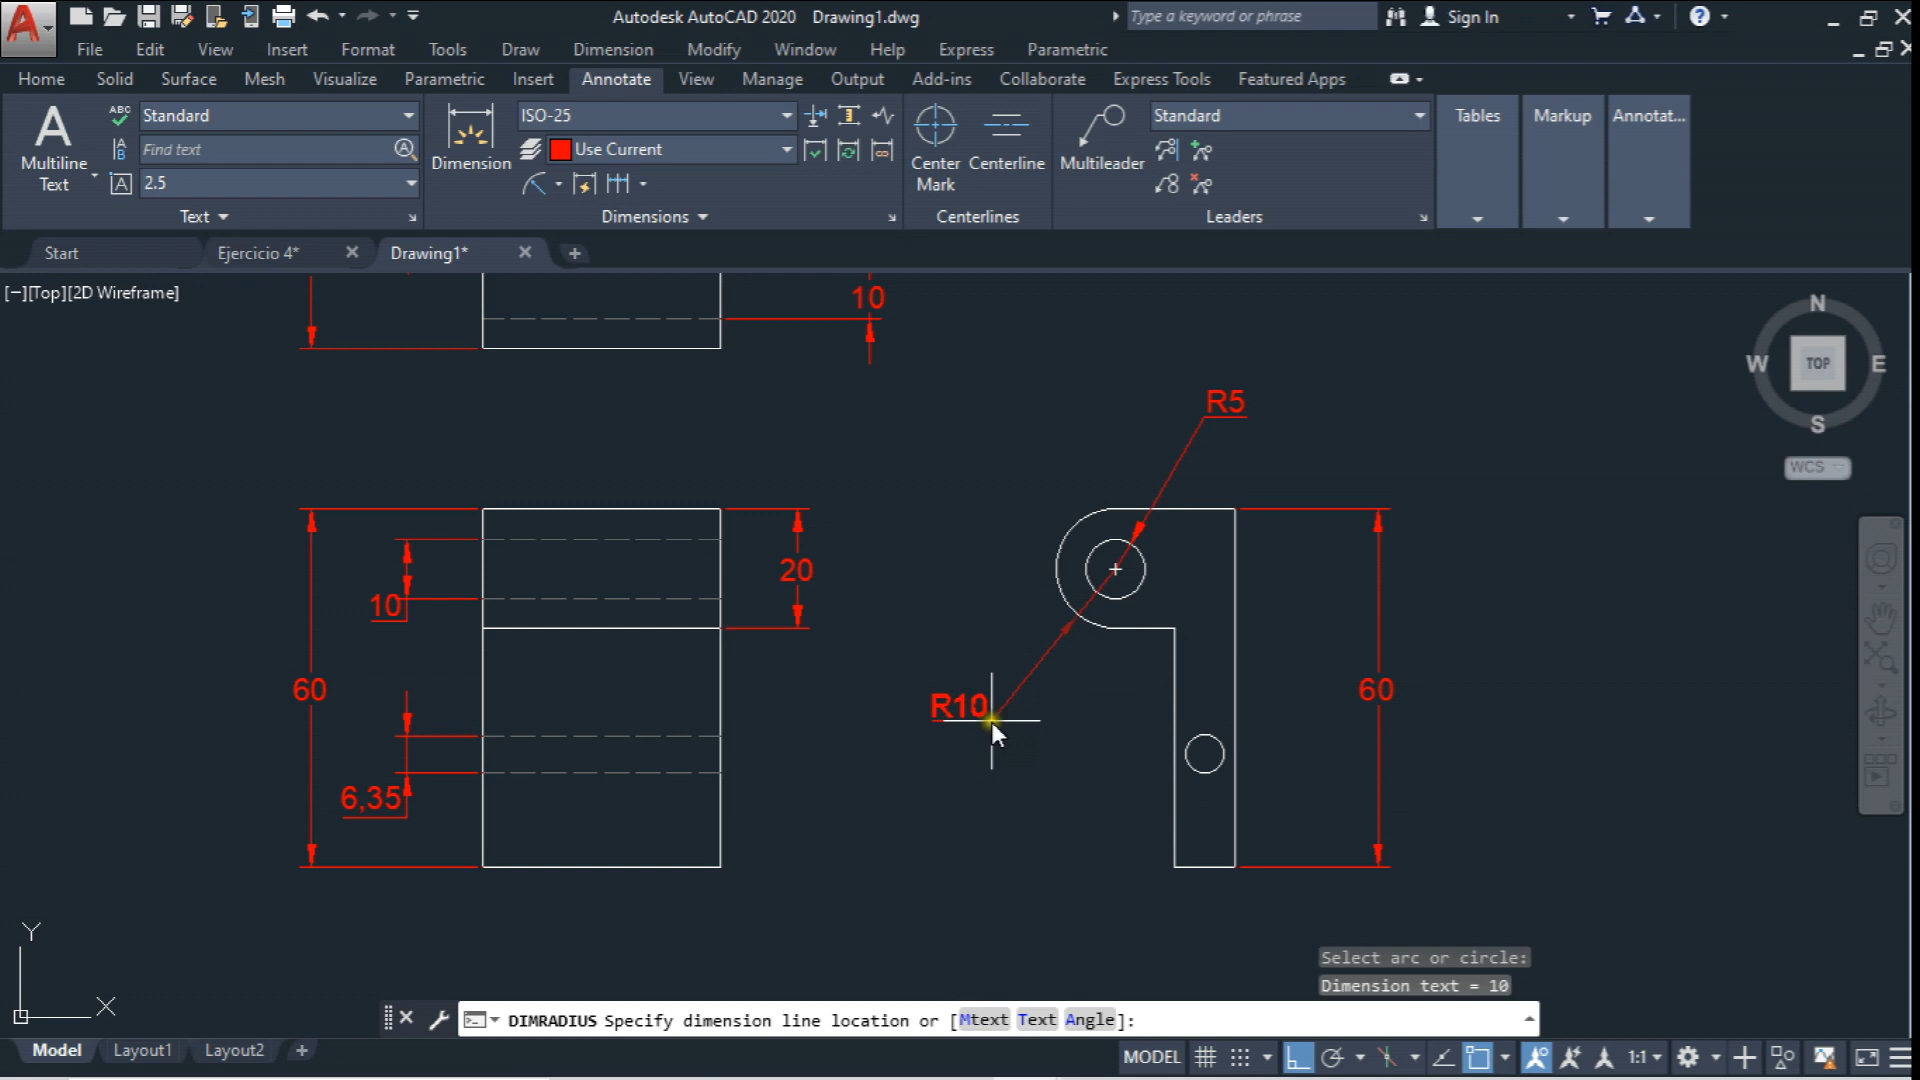 Autodesk AutoCAD 2020 Drawing1.dwg
Type a keyword or phrase
Sign In
File Edit View Insert Format Tools Draw Dimension Modify Window Help Express Parametric
Home Solid Surface Mesh Visualize Parametric Insert Annotate View Manage Output Add-ins Collaborate Express Tools Featured Apps
A
Multiline
Text
ABC
Standard
Find text
2.5
Text
Dimension
ISO-25
Use Current
Dimensions
Center
Mark
Centerline
Centerlines
Multileader
Standard
Leaders
Tables
Markup
Annotat...
Start
Ejercicio 4*
Drawing1*
[−][Top][2D Wireframe]
N
W
TOP
E
S
WCS
10
R5
20
10
60
R10
60
6,35
Y
X
Select arc or circle:
Dimension text = 10
DIMRADIUS Specify dimension line location or [Mtext Text Angle]:
Model Layout1 Layout2
MODEL
1:1